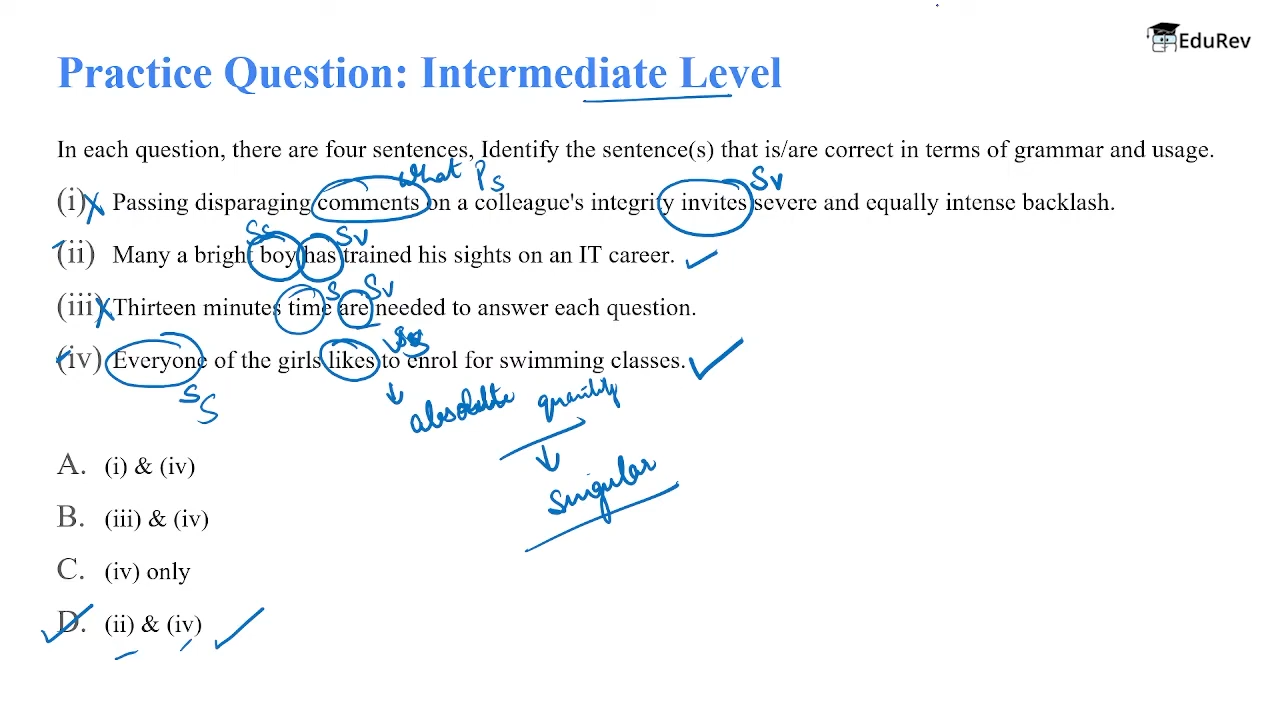 EduRev
Practice Question: Intermediate Level
In each question, there are four sentences, Identify the sentence(s) that is/are correct in terms of grammar and usage.
what PS
SV
(i) Passing disparaging comments on a colleague's integrity invites severe and equally intense backlash.
SS SV
(ii) Many a bright boy has trained his sights on an IT career.
S SV
(iii) Thirteen minutes time are needed to answer each question.
(iv) Everyone of the girls likes to enrol for swimming classes.
SS
absolute quantity
singular
A. (i) & (iv)
B. (iii) & (iv)
C. (iv) only
D. (ii) & (iv)